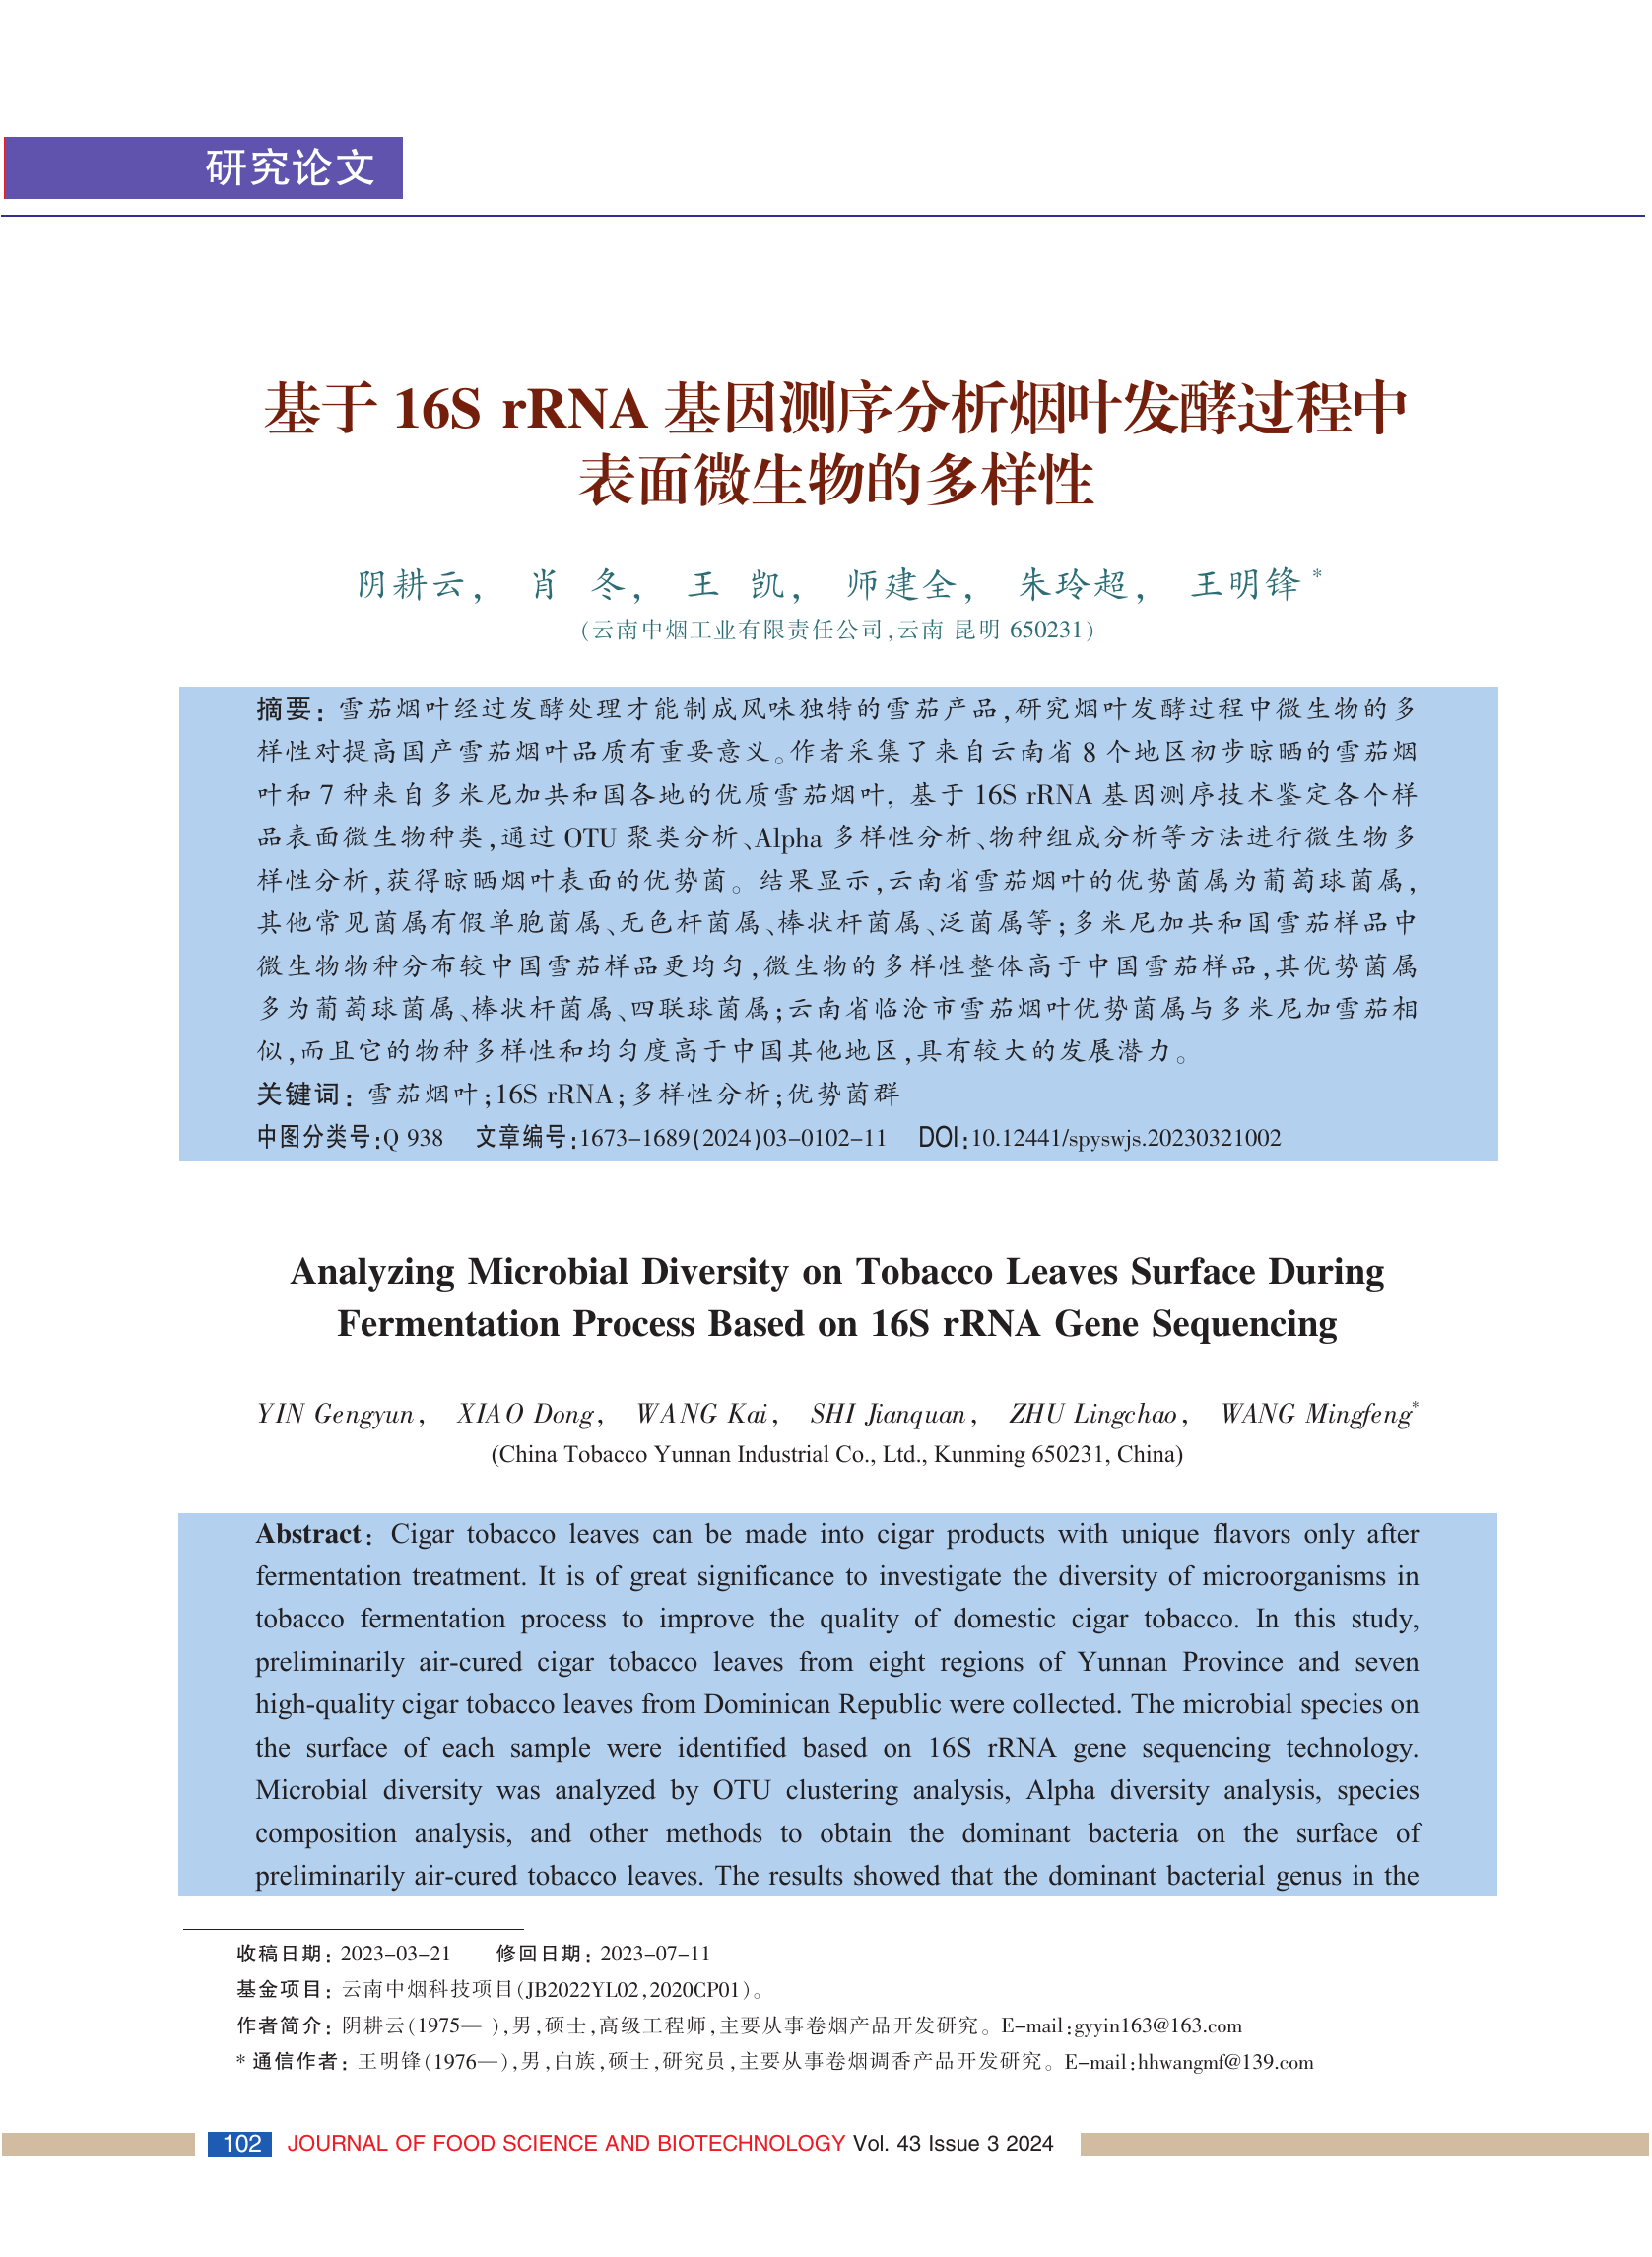 研究论文
基于 16S rRNA 基因测序分析烟叶发酵过程中
表面微生物的多样性
阴耕云， 肖 冬， 王 凯， 师建全， 朱玲超， 王明锋*
(云南中烟工业有限责任公司,云南 昆明 650231)
摘要：雪茄烟叶经过发酵处理才能制成风味独特的雪茄产品,研究烟叶发酵过程中微生物的多
样性对提高国产雪茄烟叶品质有重要意义。作者采集了来自云南省 8 个地区初步晾晒的雪茄烟
叶和 7 种来自多米尼加共和国各地的优质雪茄烟叶，基于 16S rRNA 基因测序技术鉴定各个样
品表面微生物种类,通过 OTU 聚类分析、Alpha 多样性分析、物种组成分析等方法进行微生物多
样性分析,获得晾晒烟叶表面的优势菌。结果显示,云南省雪茄烟叶的优势菌属为葡萄球菌属,
其他常见菌属有假单胞菌属、无色杆菌属、棒状杆菌属、泛菌属等;多米尼加共和国雪茄样品中
微生物物种分布较中国雪茄样品更均匀,微生物的多样性整体高于中国雪茄样品,其优势菌属
多为葡萄球菌属、棒状杆菌属、四联球菌属;云南省临沧市雪茄烟叶优势菌属与多米尼加雪茄相
似,而且它的物种多样性和均匀度高于中国其他地区,具有较大的发展潜力。
关键词：雪茄烟叶;16S rRNA;多样性分析;优势菌群
中图分类号:Q 938 文章编号:1673-1689(2024)03-0102-11 DOI:10.12441/spyswjs.20230321002
Analyzing Microbial Diversity on Tobacco Leaves Surface During
Fermentation Process Based on 16S rRNA Gene Sequencing
YIN Gengyun， XIAO Dong， WANG Kai， SHI Jianquan， ZHU Lingchao， WANG Mingfeng*
(China Tobacco Yunnan Industrial Co., Ltd., Kunming 650231, China)
Abstract：Cigar tobacco leaves can be made into cigar products with unique flavors only after
fermentation treatment. It is of great significance to investigate the diversity of microorganisms in
tobacco fermentation process to improve the quality of domestic cigar tobacco. In this study,
preliminarily air-cured cigar tobacco leaves from eight regions of Yunnan Province and seven
high-quality cigar tobacco leaves from Dominican Republic were collected. The microbial species on
the surface of each sample were identified based on 16S rRNA gene sequencing technology.
Microbial diversity was analyzed by OTU clustering analysis, Alpha diversity analysis, species
composition analysis, and other methods to obtain the dominant bacteria on the surface of
preliminarily air-cured tobacco leaves. The results showed that the dominant bacterial genus in the
收稿日期：2023-03-21 修回日期：2023-07-11
基金项目：云南中烟科技项目(JB2022YL02,2020CP01)。
作者简介：阴耕云(1975— ),男,硕士,高级工程师,主要从事卷烟产品开发研究。E-mail:gyyin163@163.com
* 通信作者：王明锋(1976—),男,白族,硕士,研究员,主要从事卷烟调香产品开发研究。E-mail:hhwangmf@139.com
102 JOURNAL OF FOOD SCIENCE AND BIOTECHNOLOGY Vol. 43 Issue 3 2024